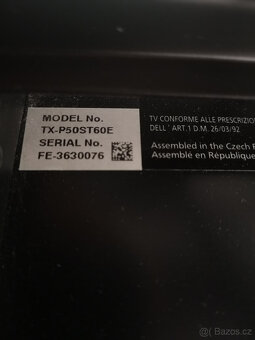 MODEL No.
TX-P50ST60E
SERIAL No.
FE-3630076
TV CONFORME ALLE PRESCRIZIO
DELL' ART.1 D.M. 26/03/92
Assembled in the Czech
Assemblé en République
Bazos.cz